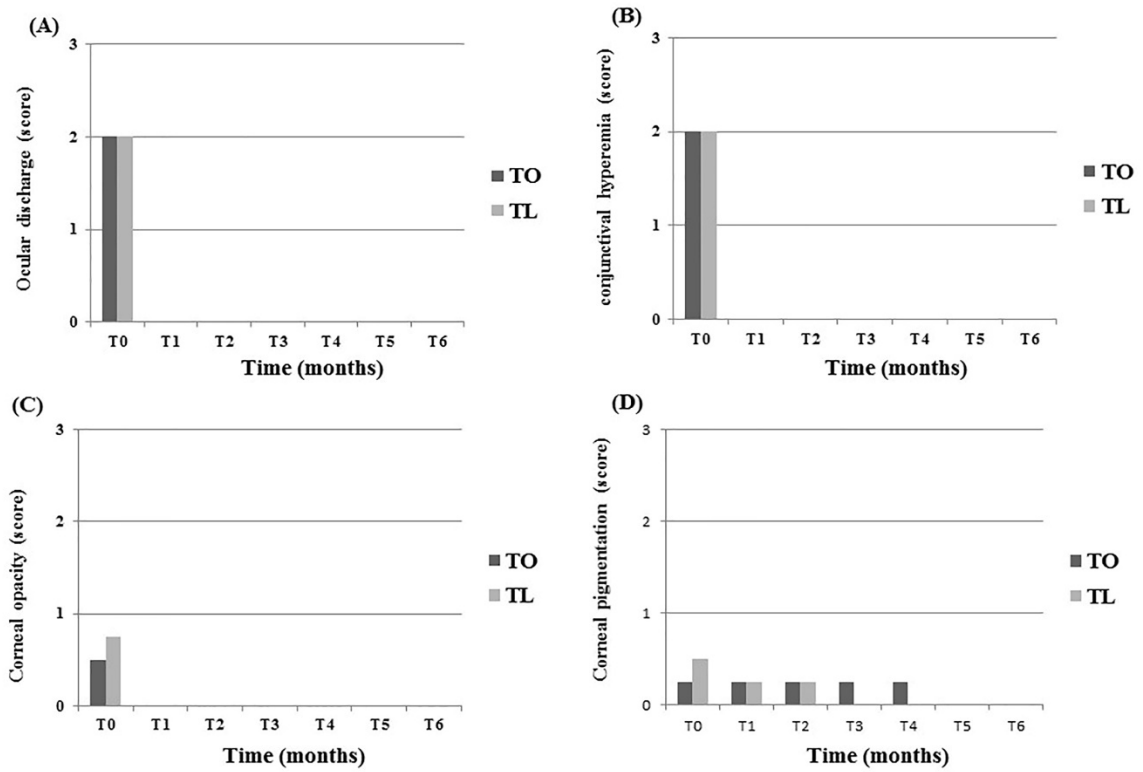 (A)
Ocular discharge (score)
3
2
1
0
T0 T1 T2 T3 T4 T5 T6
Time (months)
TO
TL
(B)
conjunctival hyperemia (score)
3
2
1
0
T0 T1 T2 T3 T4 T5 T6
Time (months)
TO
TL
(C)
Corneal opacity (score)
3
2
1
0
T0 T1 T2 T3 T4 T5 T6
Time (months)
TO
TL
(D)
Corneal pigmentation (score)
3
2
1
0
T0 T1 T2 T3 T4 T5 T6
Time (months)
TO
TL